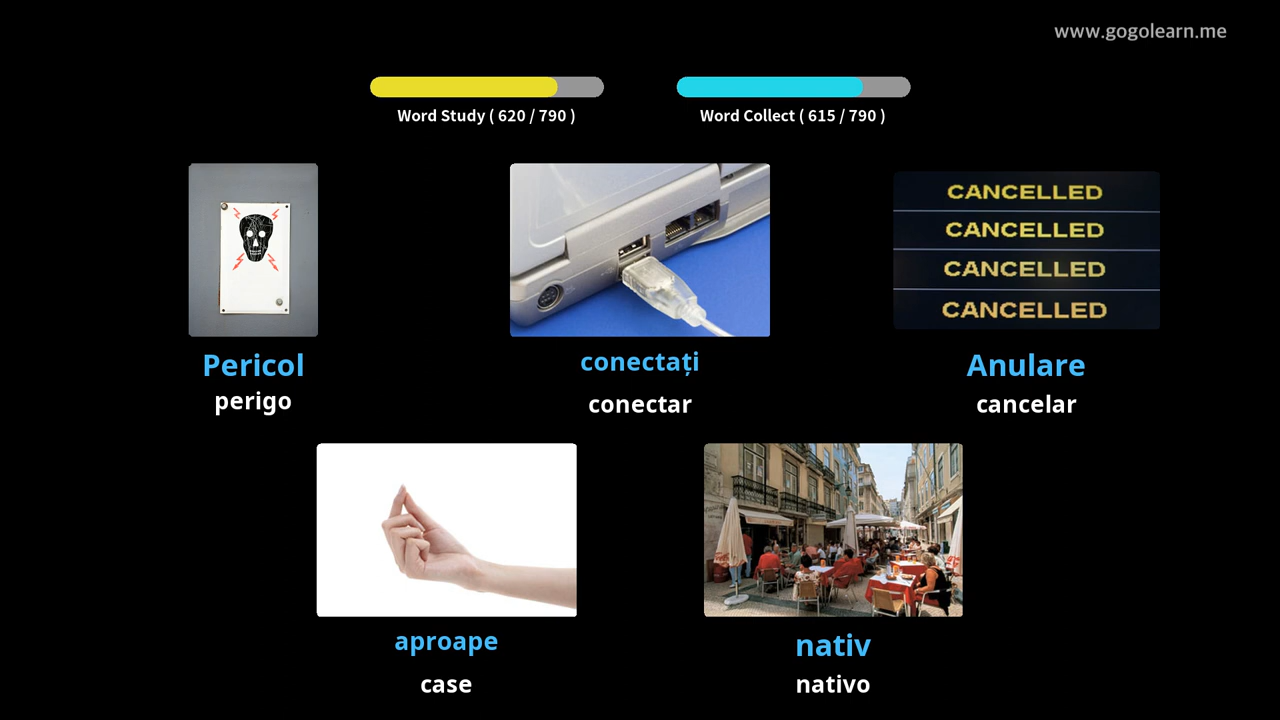 www.gogolearn.me
Word Study ( 620 / 790 )
Word Collect ( 615 / 790 )
CANCELLED
CANCELLED
CANCELLED
CANCELLED
Pericol
perigo
conectați
conectar
Anulare
cancelar
aproape
case
nativ
nativo